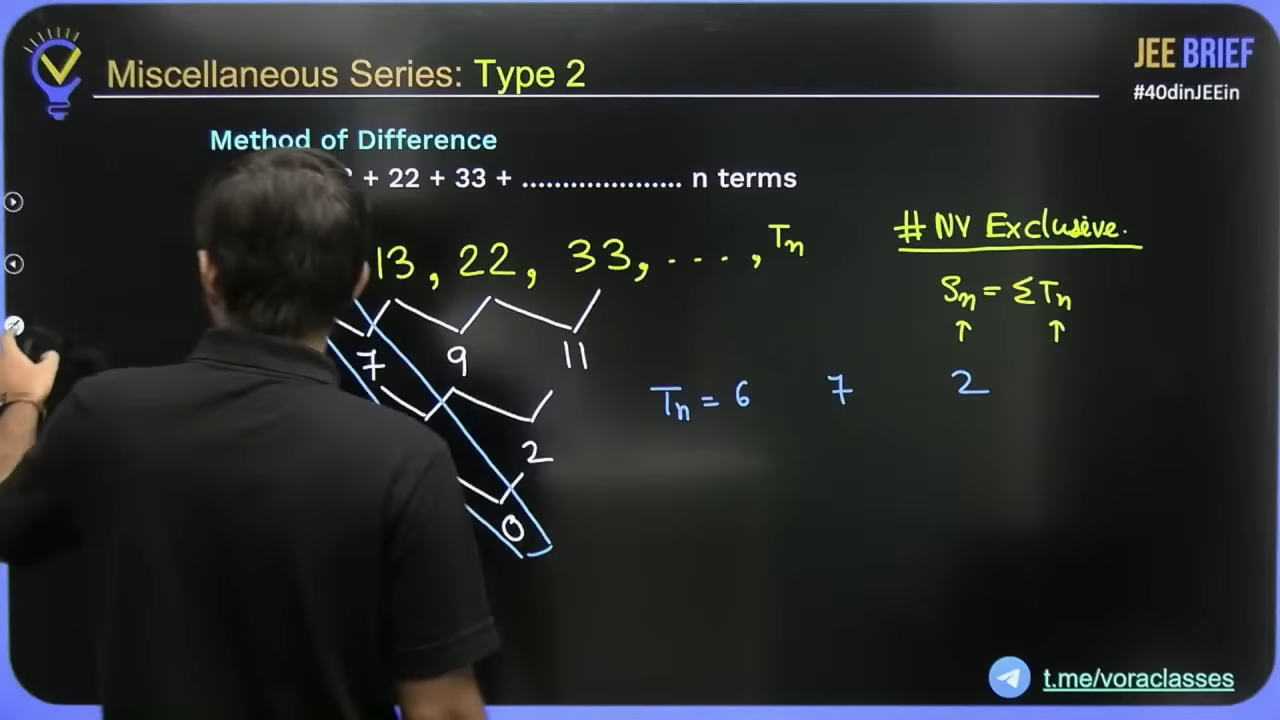 Miscellaneous Series: Type 2
JEE BRIEF
#40dinJEEin
Method of Difference
+ 22 + 33 + ..................... n terms
# NV Exclusive.
13, 22, 33, ..., Tn
Sn = Σ Tn
↑ ↑
7 9 11
Tn = 6 7 2
2
0
t.me/voraclasses